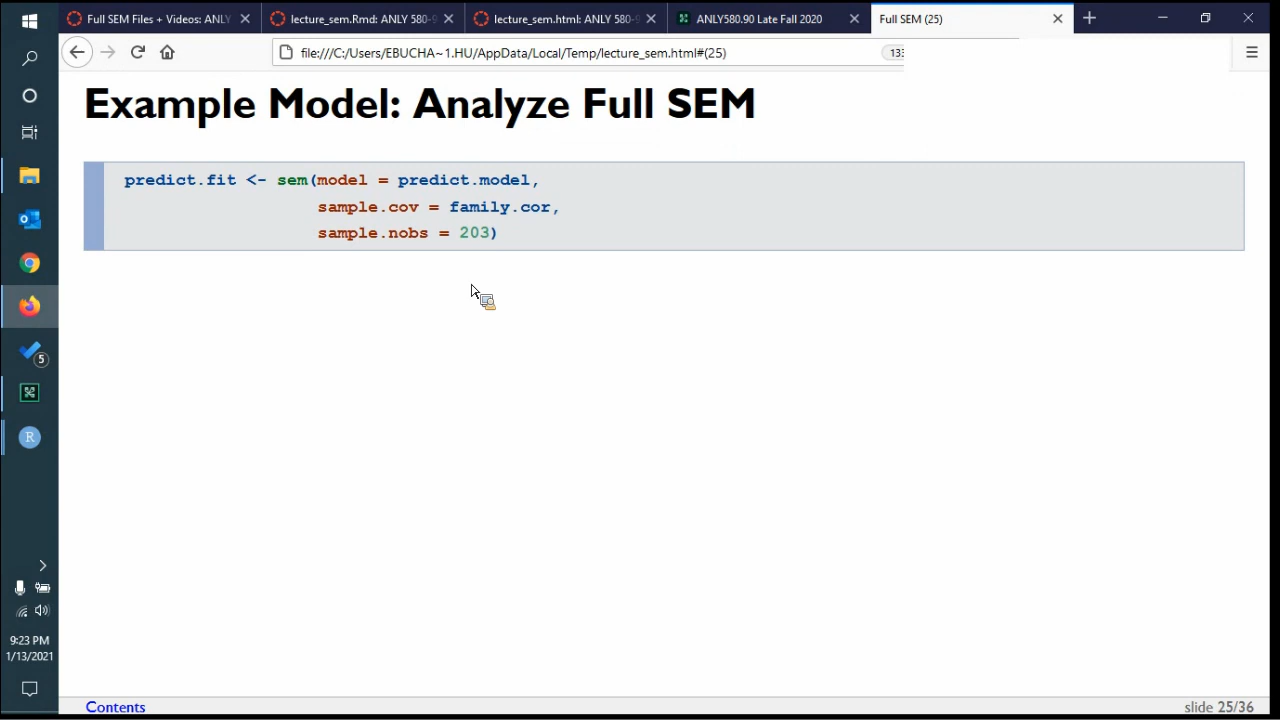 Full SEM Files + Videos: ANLY
lecture_sem.Rmd: ANLY 580-9
lecture_sem.html: ANLY 580-
ANLY580.90 Late Fall 2020
Full SEM (25)
file:///C:/Users/EBUCHA~1.HU/AppData/Local/Temp/lecture_sem.html#(25)
133
Example Model: Analyze Full SEM
predict.fit <- sem(model = predict.model,
sample.cov = family.cor,
sample.nobs = 203)
5
R
9:23 PM
1/13/2021
Contents
slide 25/36